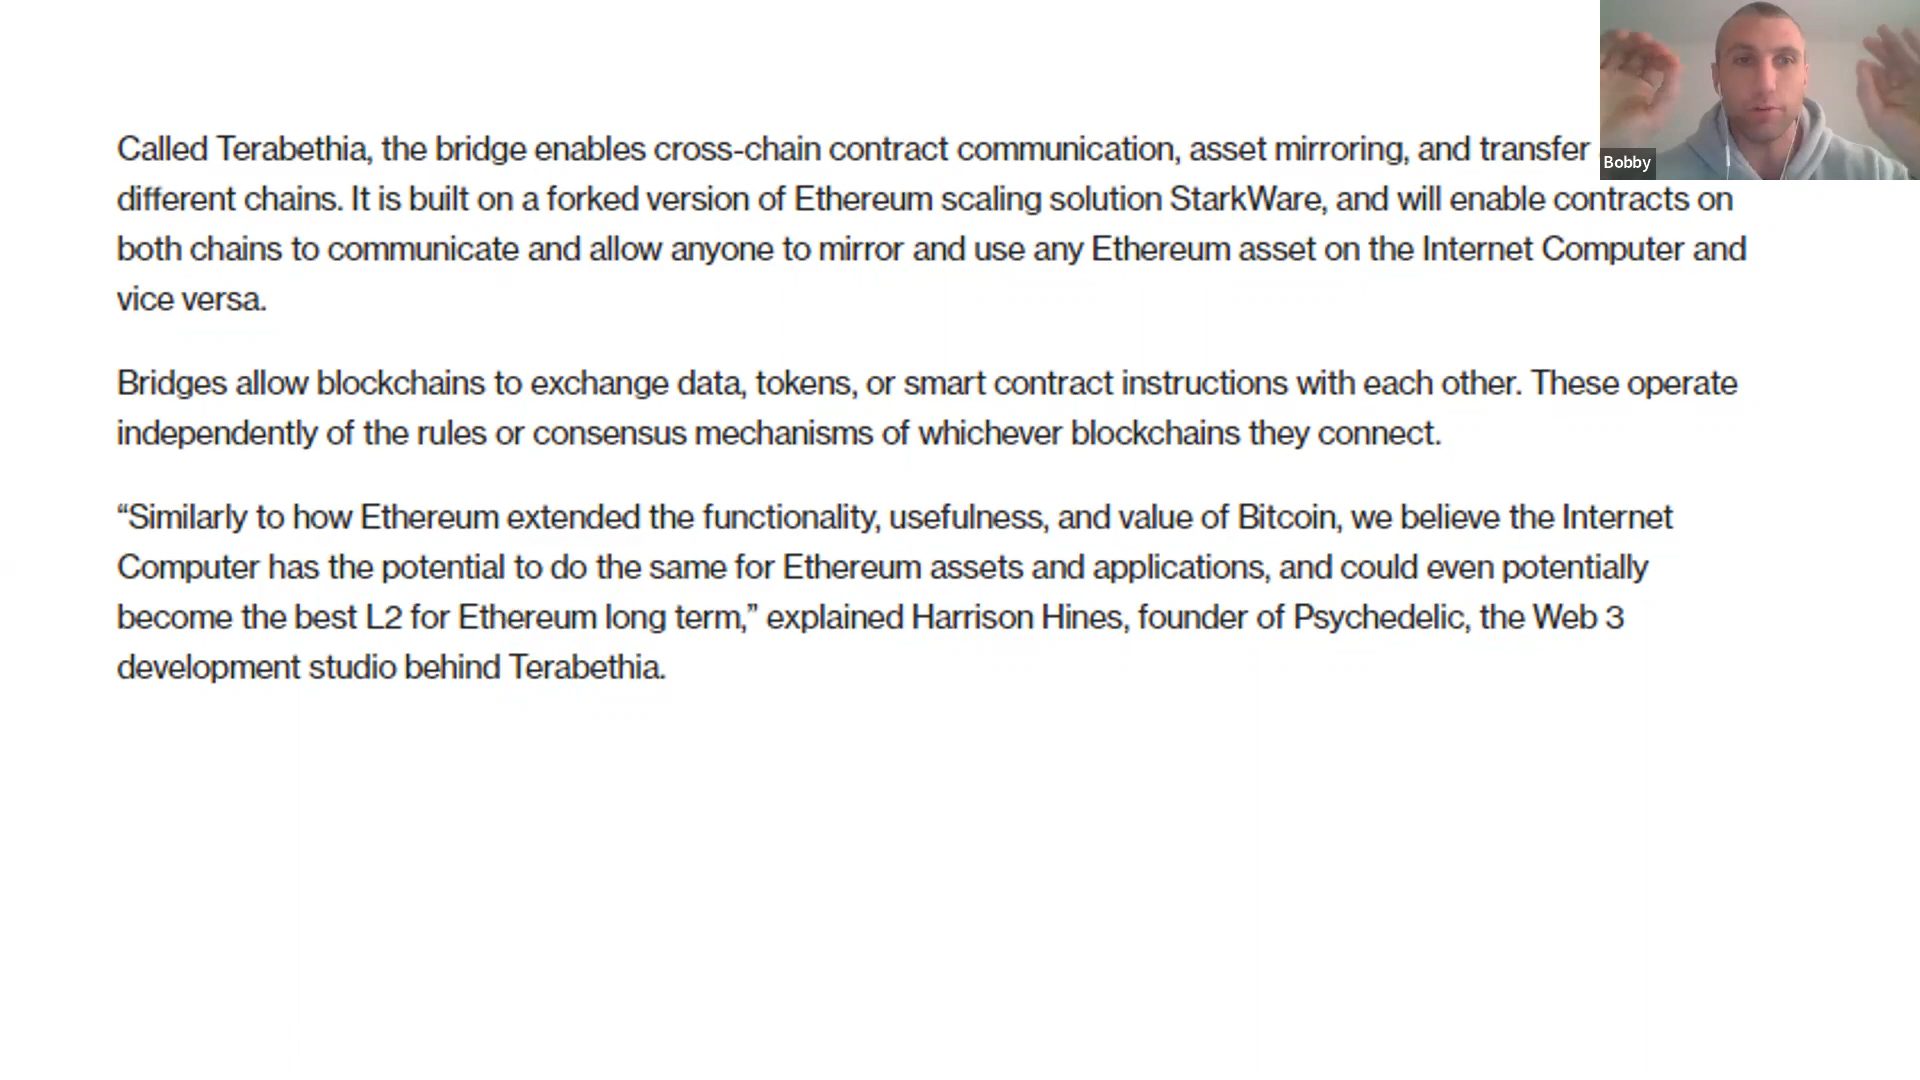 Called Terabethia, the bridge enables cross-chain contract communication, asset mirroring, and transfer
different chains. It is built on a forked version of Ethereum scaling solution StarkWare, and will enable contracts on
both chains to communicate and allow anyone to mirror and use any Ethereum asset on the Internet Computer and
vice versa.
Bridges allow blockchains to exchange data, tokens, or smart contract instructions with each other. These operate
independently of the rules or consensus mechanisms of whichever blockchains they connect.
“Similarly to how Ethereum extended the functionality, usefulness, and value of Bitcoin, we believe the Internet
Computer has the potential to do the same for Ethereum assets and applications, and could even potentially
become the best L2 for Ethereum long term,” explained Harrison Hines, founder of Psychedelic, the Web 3
development studio behind Terabethia.
Bobby